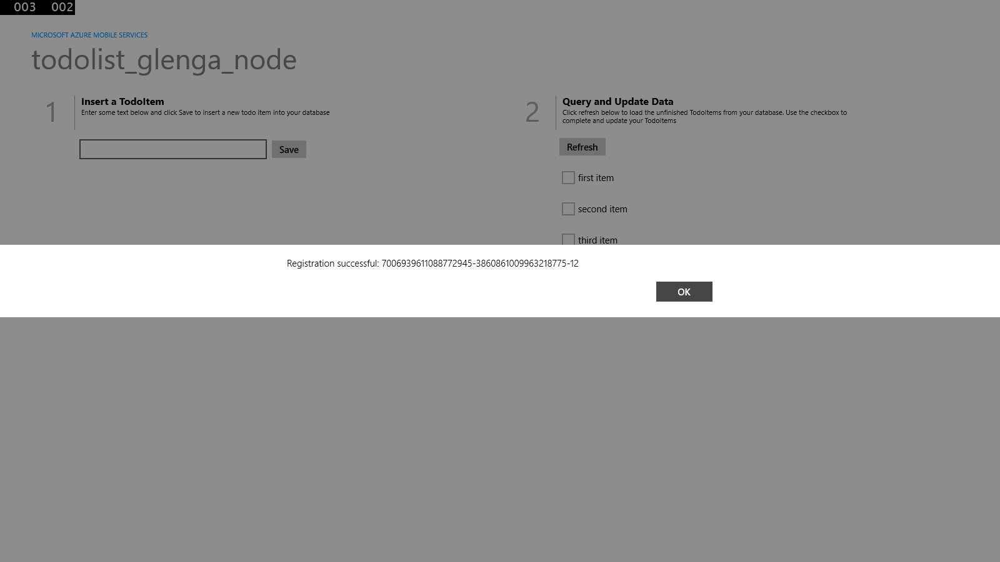 003 002
MICROSOFT AZURE MOBILE SERVICES
todolist_glenga_node
1
Insert a TodoItem
Enter some text below and click Save to insert a new todo item into your database
Save
2
Query and Update Data
Click refresh below to load the unfinished TodoItems from your database. Use the checkbox to
complete and update your TodoItems
Refresh
first item
second item
third item
Registration successful: 7006939611088772945-3860861009963218775-12
OK